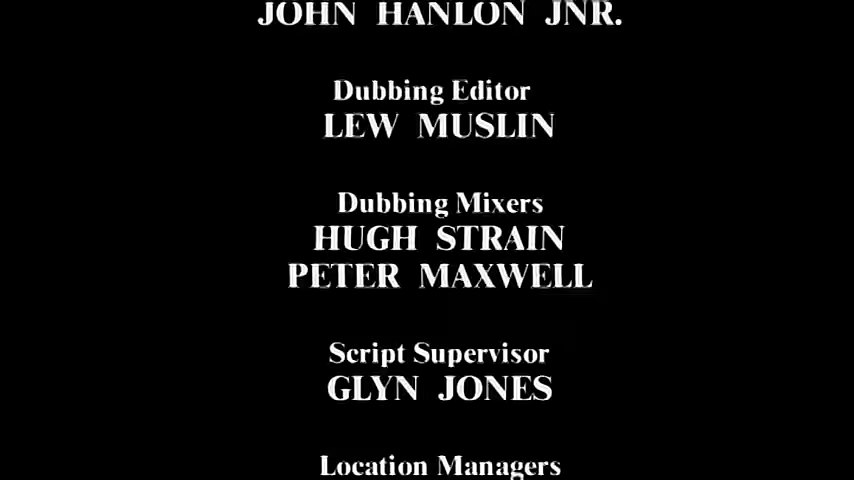 JOHN HANLON JNR.
Dubbing Editor
LEW MUSLIN
Dubbing Mixers
HUGH STRAIN
PETER MAXWELL
Script Supervisor
GLYN JONES
Location Managers